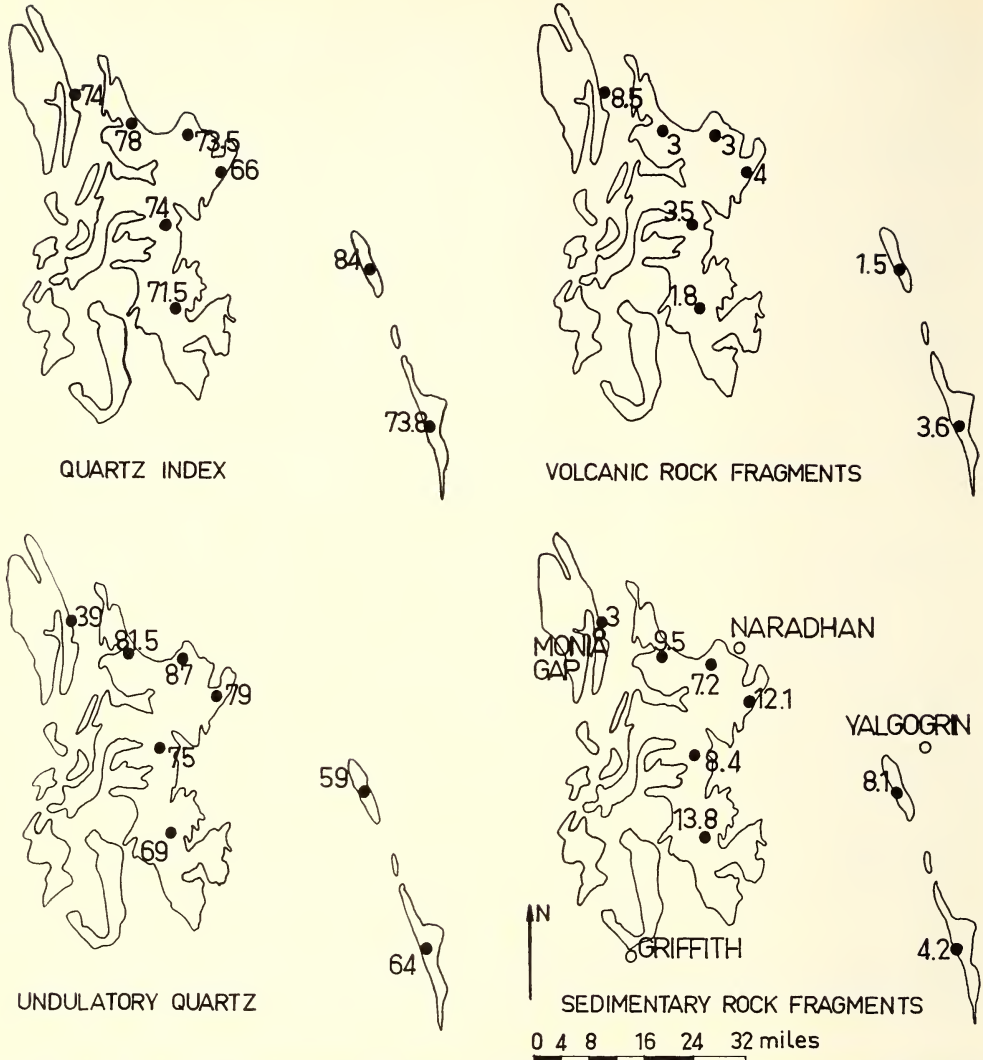 74
78
73.5
66
74
84
71.5
73.8
QUARTZ INDEX
8.5
3
3
4
3.5
1.5
1.8
3.6
VOLCANIC ROCK FRAGMENTS
39
81.5
87
79
75
59
69
64
UNDULATORY QUARTZ
3
MONIA
GAP
9.5
NARADHAN
7.2
12.1
YALGOGRIN
8.4
8.1
13.8
N
GRIFFITH
4.2
SEDIMENTARY ROCK FRAGMENTS
0 4 8 16 24 32 miles